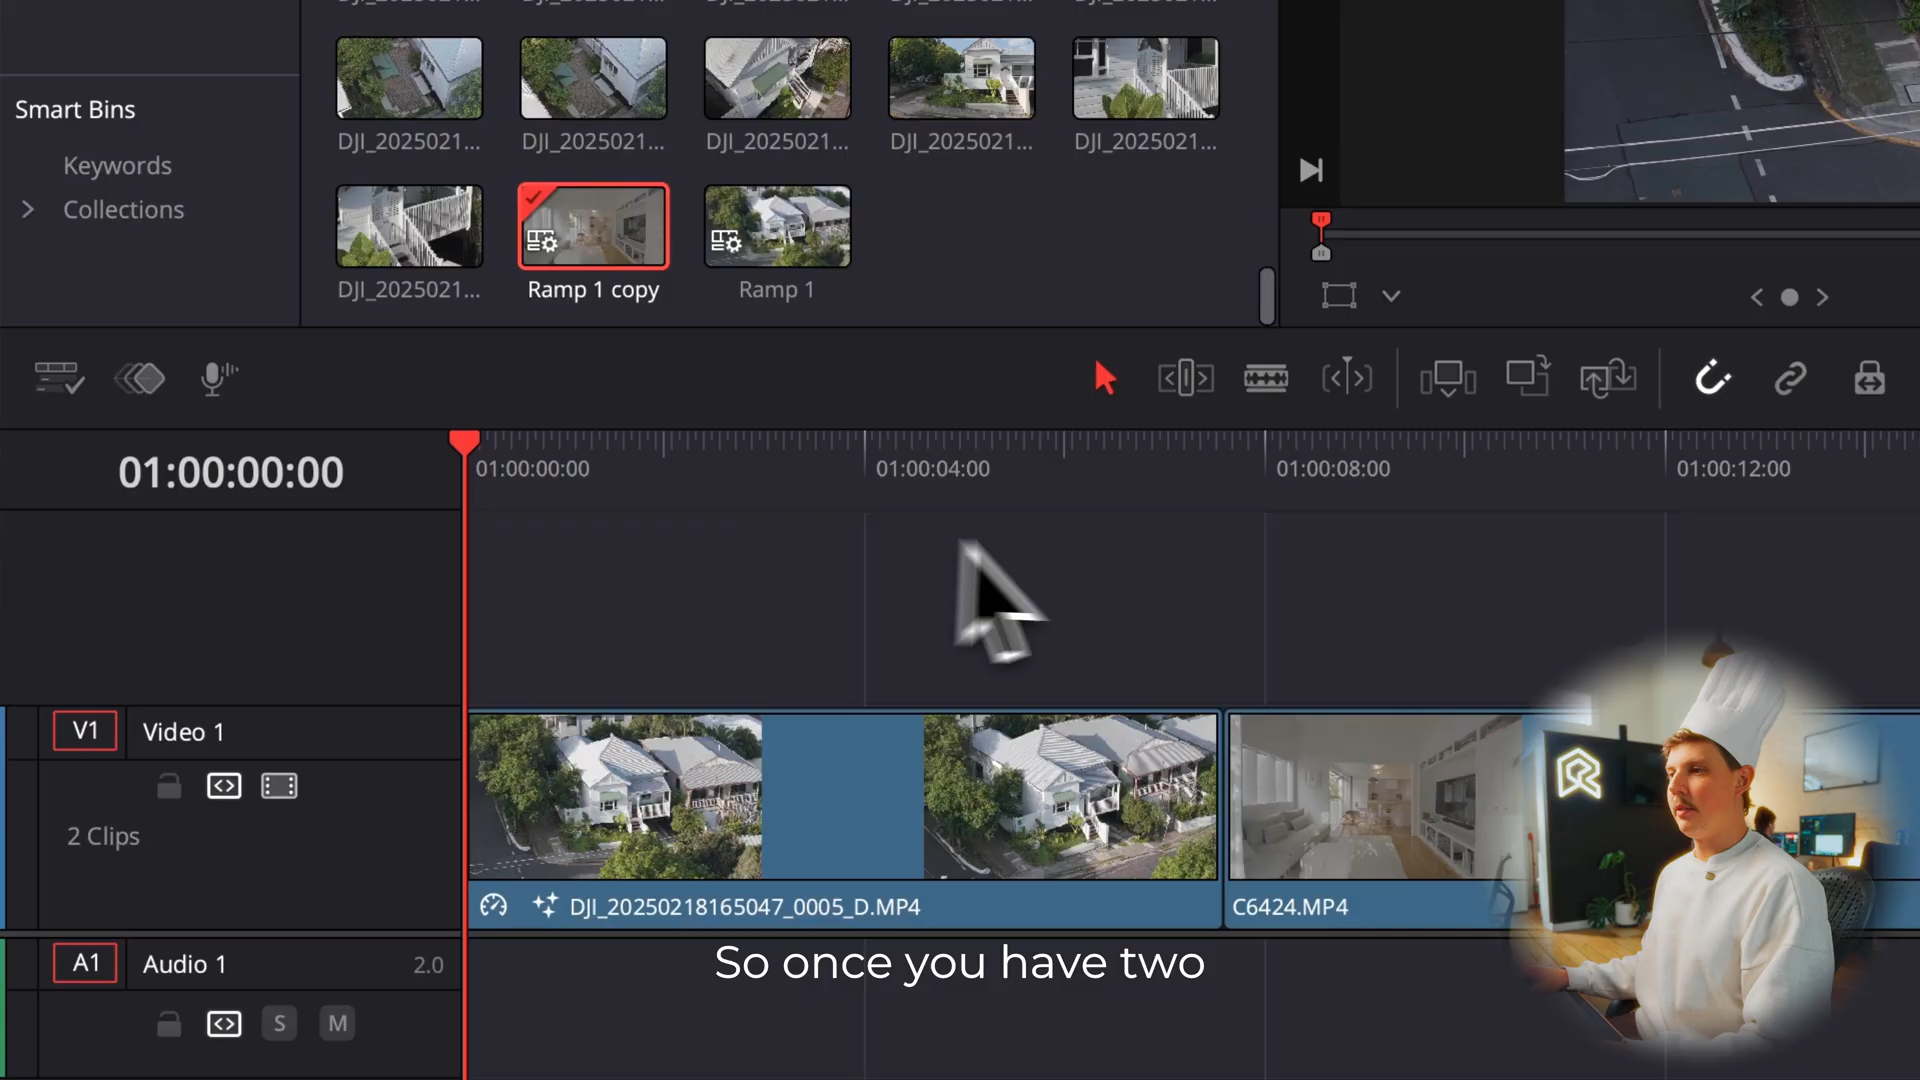 Smart Bins
Keywords
Collections
DJI_2025021...
DJI_2025021...
DJI_2025021...
DJI_2025021...
DJI_2025021...
DJI_2025021...
Ramp 1 copy
Ramp 1
01:00:00:00
01:00:00:00
01:00:04:00
01:00:08:00
01:00:12:00
V1
Video 1
2 Clips
DJI_20250218165047_0005_D.MP4
C6424.MP4
A1
Audio 1
2.0
S
M
So once you have two